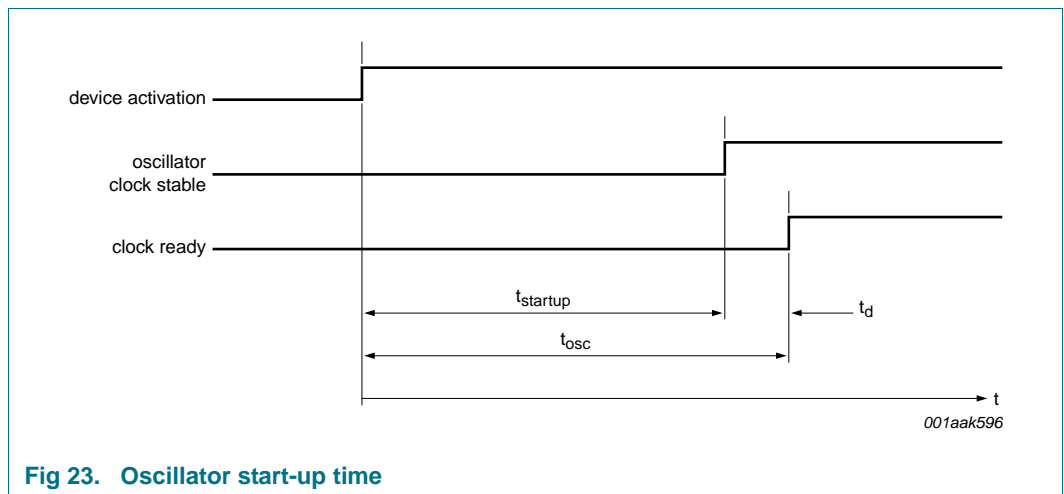 device activation
oscillator
clock stable
clock ready
tstartup
td
tosc
t
001aak596
Fig 23. Oscillator start-up time